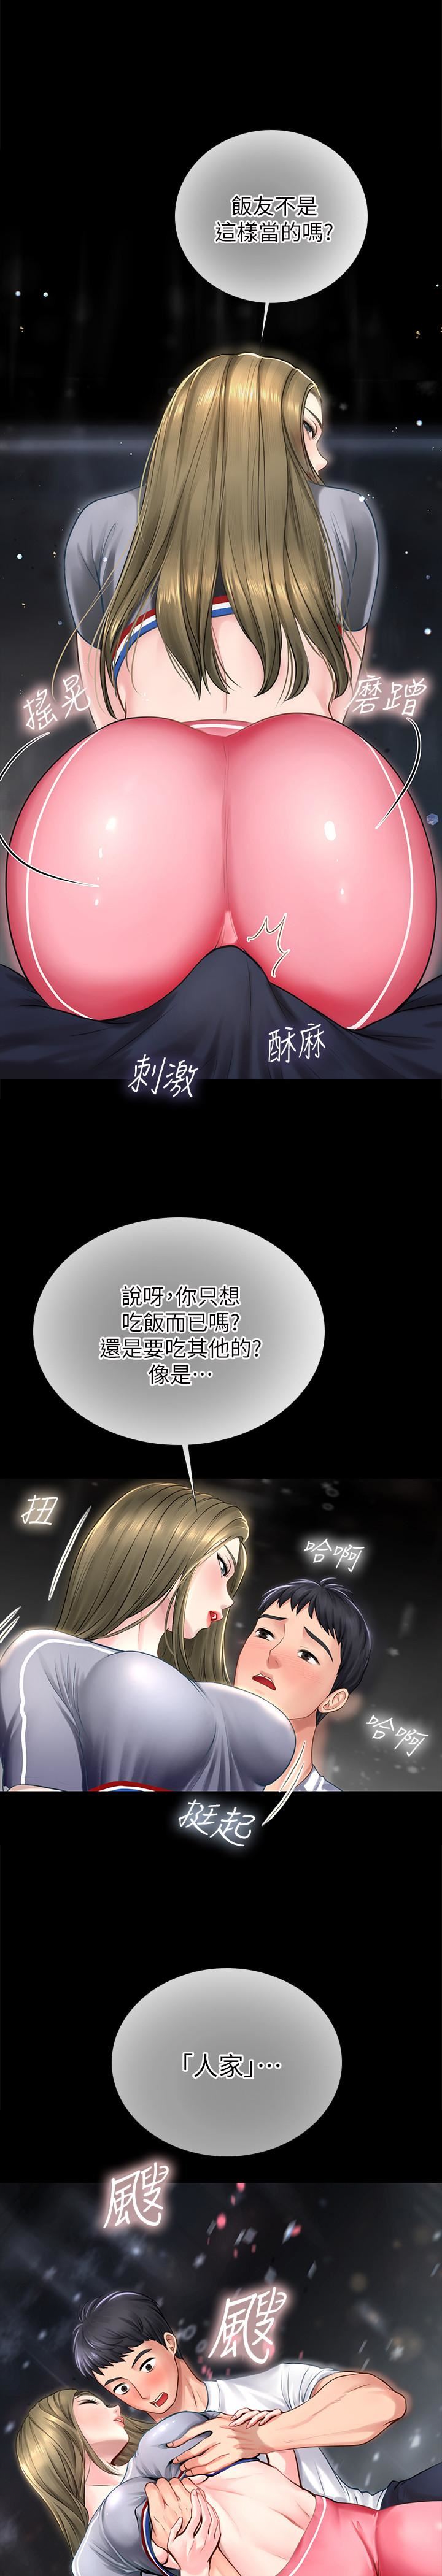 飯友不是
這樣當的嗎?
搖晃
磨蹭
酥麻
刺激
說呀,你只想
吃飯而已嗎?
還是要吃其他的?
像是…
扭
哈啊
哈啊
挺起
「人家」…
颼
颼